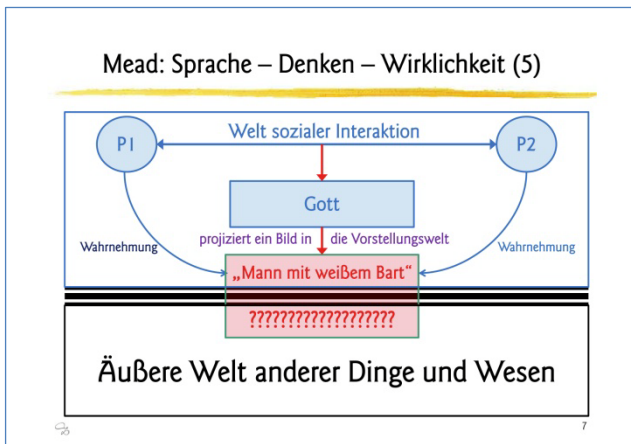 Mead: Sprache – Denken – Wirklichkeit (5)
Welt sozialer Interaktion
P1
P2
Gott
projiziert ein Bild in die Vorstellungswelt
Wahrnehmung
Wahrnehmung
„Mann mit weißem Bart“
???????????????????
Äußere Welt anderer Dinge und Wesen
7